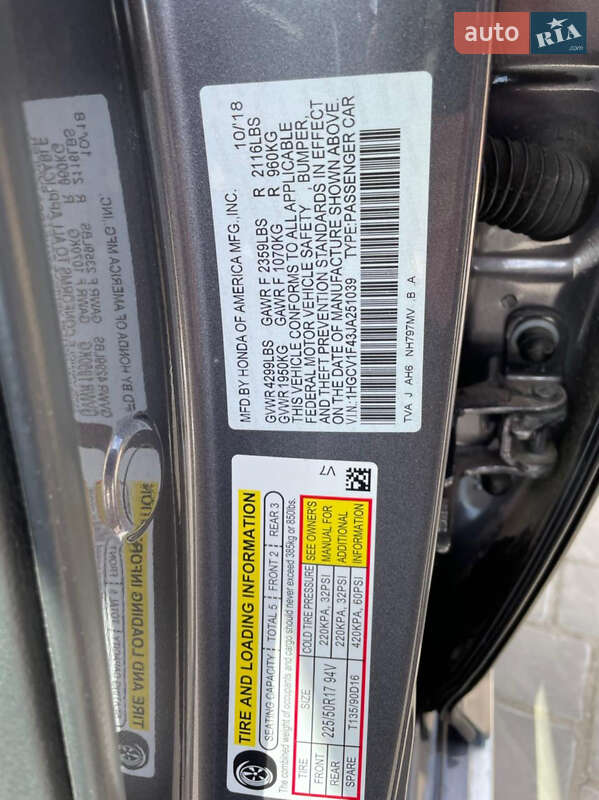 auto RIA.com
MFD BY HONDA OF AMERICA MFG., INC. 10/18
GVWR 4299LBS GAWR F 2359LBS R 2116LBS
GVWR 1950KG GAWR F 1070KG R 960KG
THIS VEHICLE CONFORMS TO ALL APPLICABLE
FEDERAL MOTOR VEHICLE SAFETY , BUMPER,
AND THEFT PREVENTION STANDARDS IN EFFECT
ON THE DATE OF MANUFACTURE SHOWN ABOVE.
V.I.N:1HGCV1F43JA251039 TYPE:PASSENGER CAR
TVA J AH6 NH797MV B A
TIRE AND LOADING INFORMATION
SEATING CAPACITY TOTAL 5 FRONT 2 REAR 3
The combined weight of occupants and cargo should never exceed 385kg or 850lbs.
TIRE SIZE COLD TIRE PRESSURE SEE OWNER'S
FRONT 225/50R17 94V 220KPA, 32PSI MANUAL FOR
REAR 220KPA, 32PSI ADDITIONAL
SPARE T135/90D16 420KPA, 60PSI INFORMATION
V7